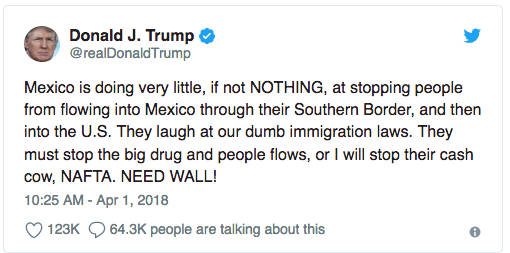 Donald J. Trump
@realDonaldTrump
Mexico is doing very little, if not NOTHING, at stopping people
from flowing into Mexico through their Southern Border, and then
into the U.S. They laugh at our dumb immigration laws. They
must stop the big drug and people flows, or I will stop their cash
cow, NAFTA. NEED WALL!
10:25 AM - Apr 1, 2018
123K 64.3K people are talking about this